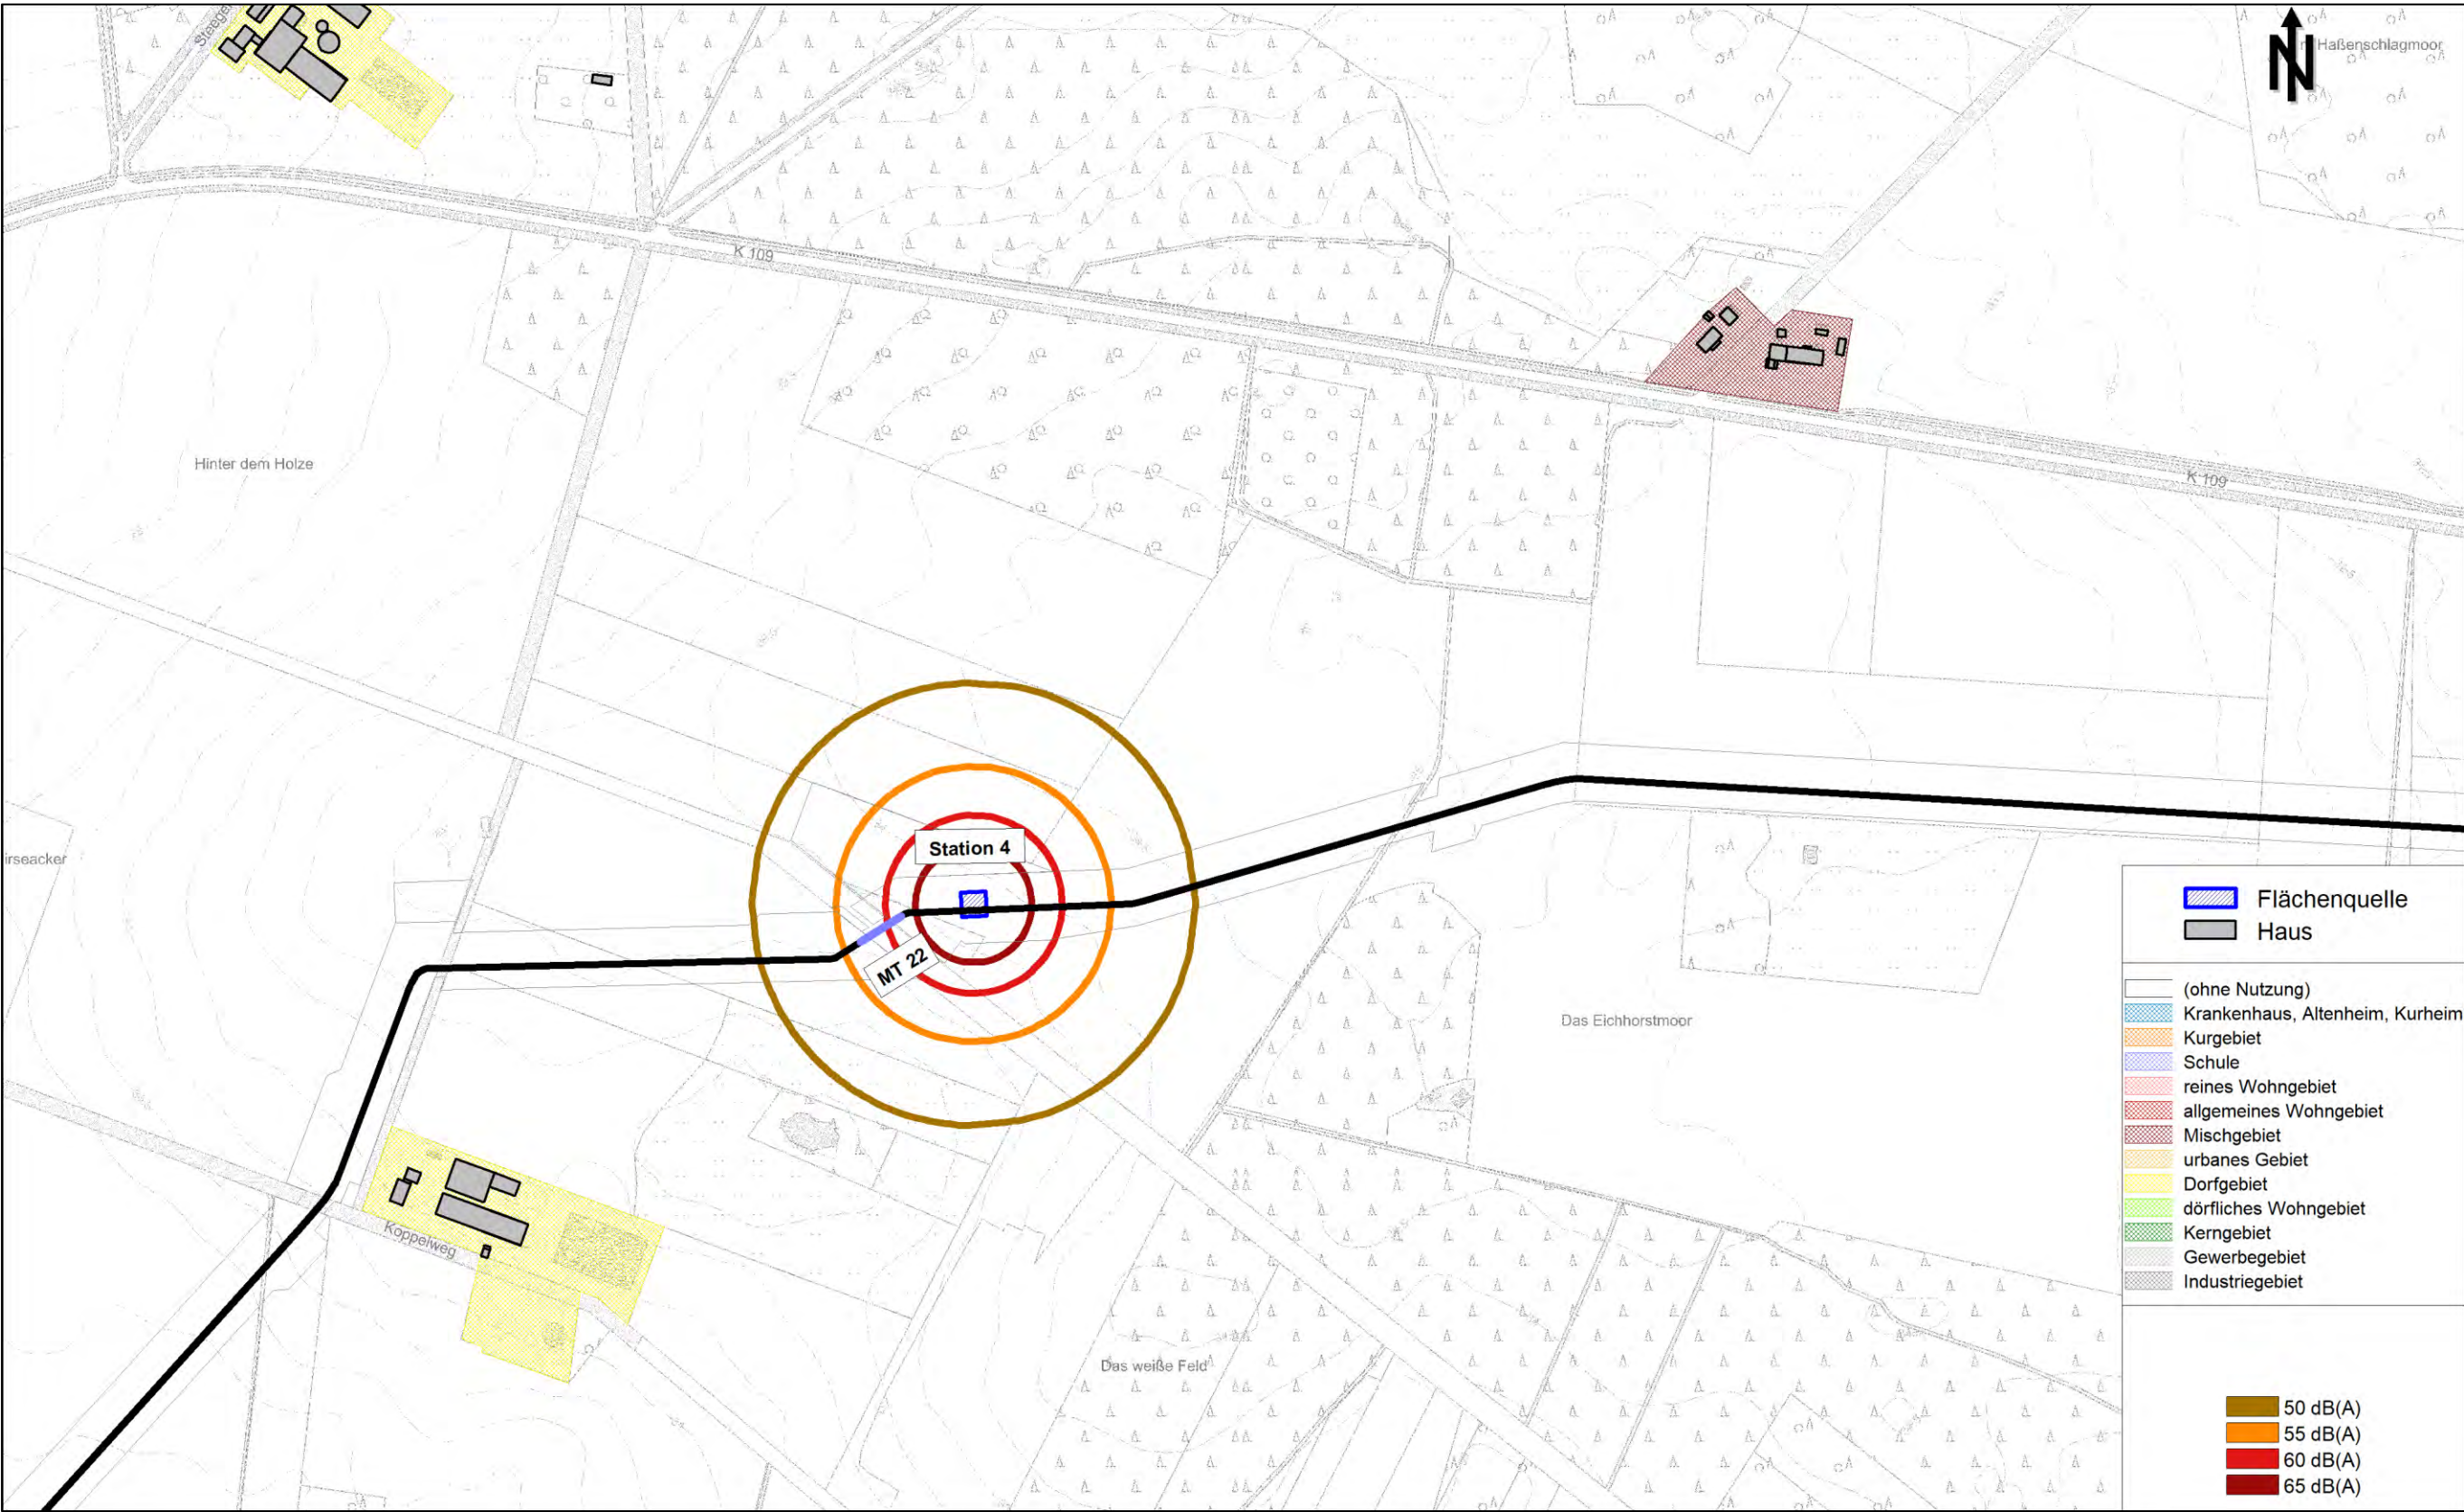 N
Haßenschlagmoor
K 109
Hinter dem Holze
K 109
Station 4
irseacker
MT 22
Das Eichhorstmoor
Koppelweg
Das weiße Feld
Flächenquelle
Haus
(ohne Nutzung)
Krankenhaus, Altenheim, Kurheim
Kurgebiet
Schule
reines Wohngebiet
allgemeines Wohngebiet
Mischgebiet
urbanes Gebiet
Dorfgebiet
dörfliches Wohngebiet
Kerngebiet
Gewerbegebiet
Industriegebiet
50 dB(A)
55 dB(A)
60 dB(A)
65 dB(A)